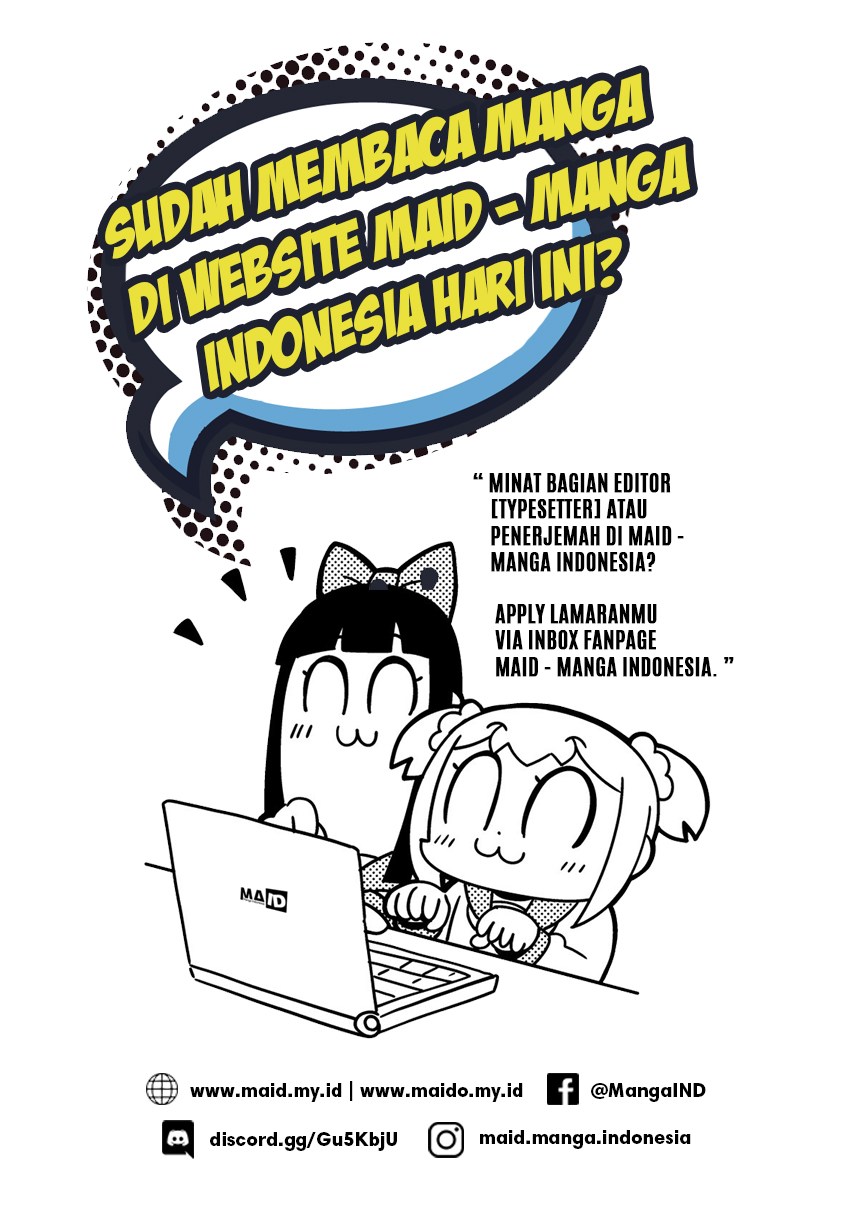 SUDAH MEMBACA MANGA
DI WEBSITE MAID - MANGA
INDONESIA HARI INI?
“ MINAT BAGIAN EDITOR
[TYPESETTER] ATAU
PENERJEMAH DI MAID -
MANGA INDONESIA?
APPLY LAMARANMU
VIA INBOX FANPAGE
MAID - MANGA INDONESIA. ”
MAID
www.maid.my.id | www.maido.my.id
@MangaIND
discord.gg/Gu5KbjU
maid.manga.indonesia